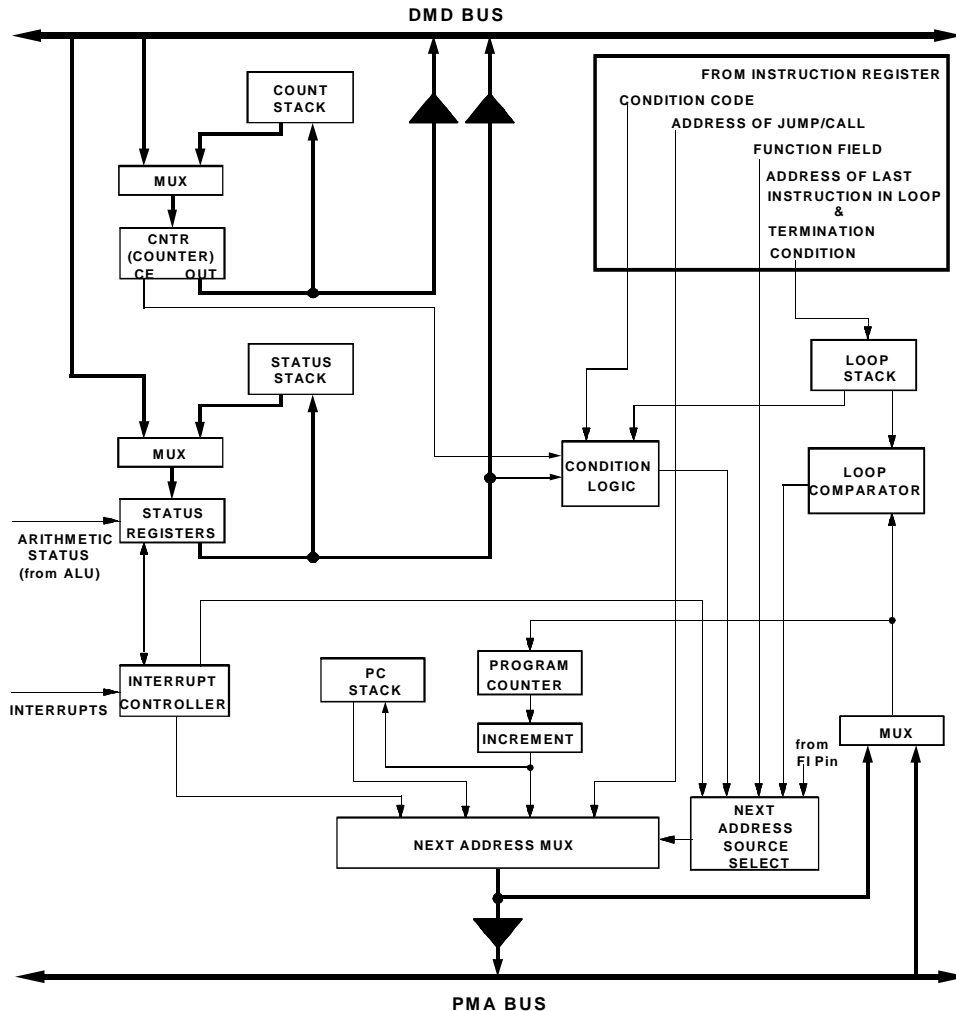 DMD BUS
FROM INSTRUCTION REGISTER
CONDITION CODE
ADDRESS OF JUMP/CALL
FUNCTION FIELD
ADDRESS OF LAST
INSTRUCTION IN LOOP
&
TERMINATION
CONDITION
COUNT
STACK
MUX
CNTR
(COUNTER)
CE OUT
STATUS
STACK
LOOP
STACK
MUX
CONDITION
LOGIC
LOOP
COMPARATOR
STATUS
REGISTERS
ARITHMETIC
STATUS
(from ALU)
INTERRUPT
CONTROLLER
INTERRUPTS
PC
STACK
PROGRAM
COUNTER
INCREMENT
MUX
from
FI Pin
NEXT ADDRESS MUX
NEXT
ADDRESS
SOURCE
SELECT
PMA BUS